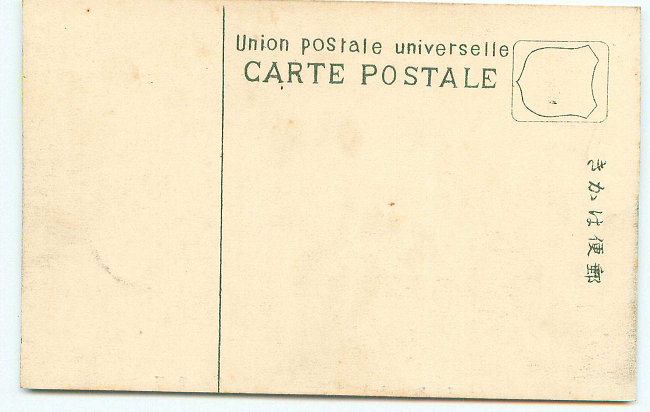 Union postale universelle
CARTE POSTALE
きかは便郵